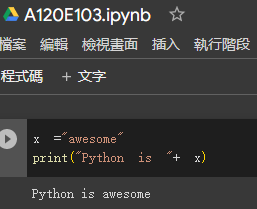 A120E103.ipynb
檔案 編輯 檢視畫面 插入 執行階段
程式碼 + 文字
x ="awesome"
print("Python is "+ x)
Python is awesome